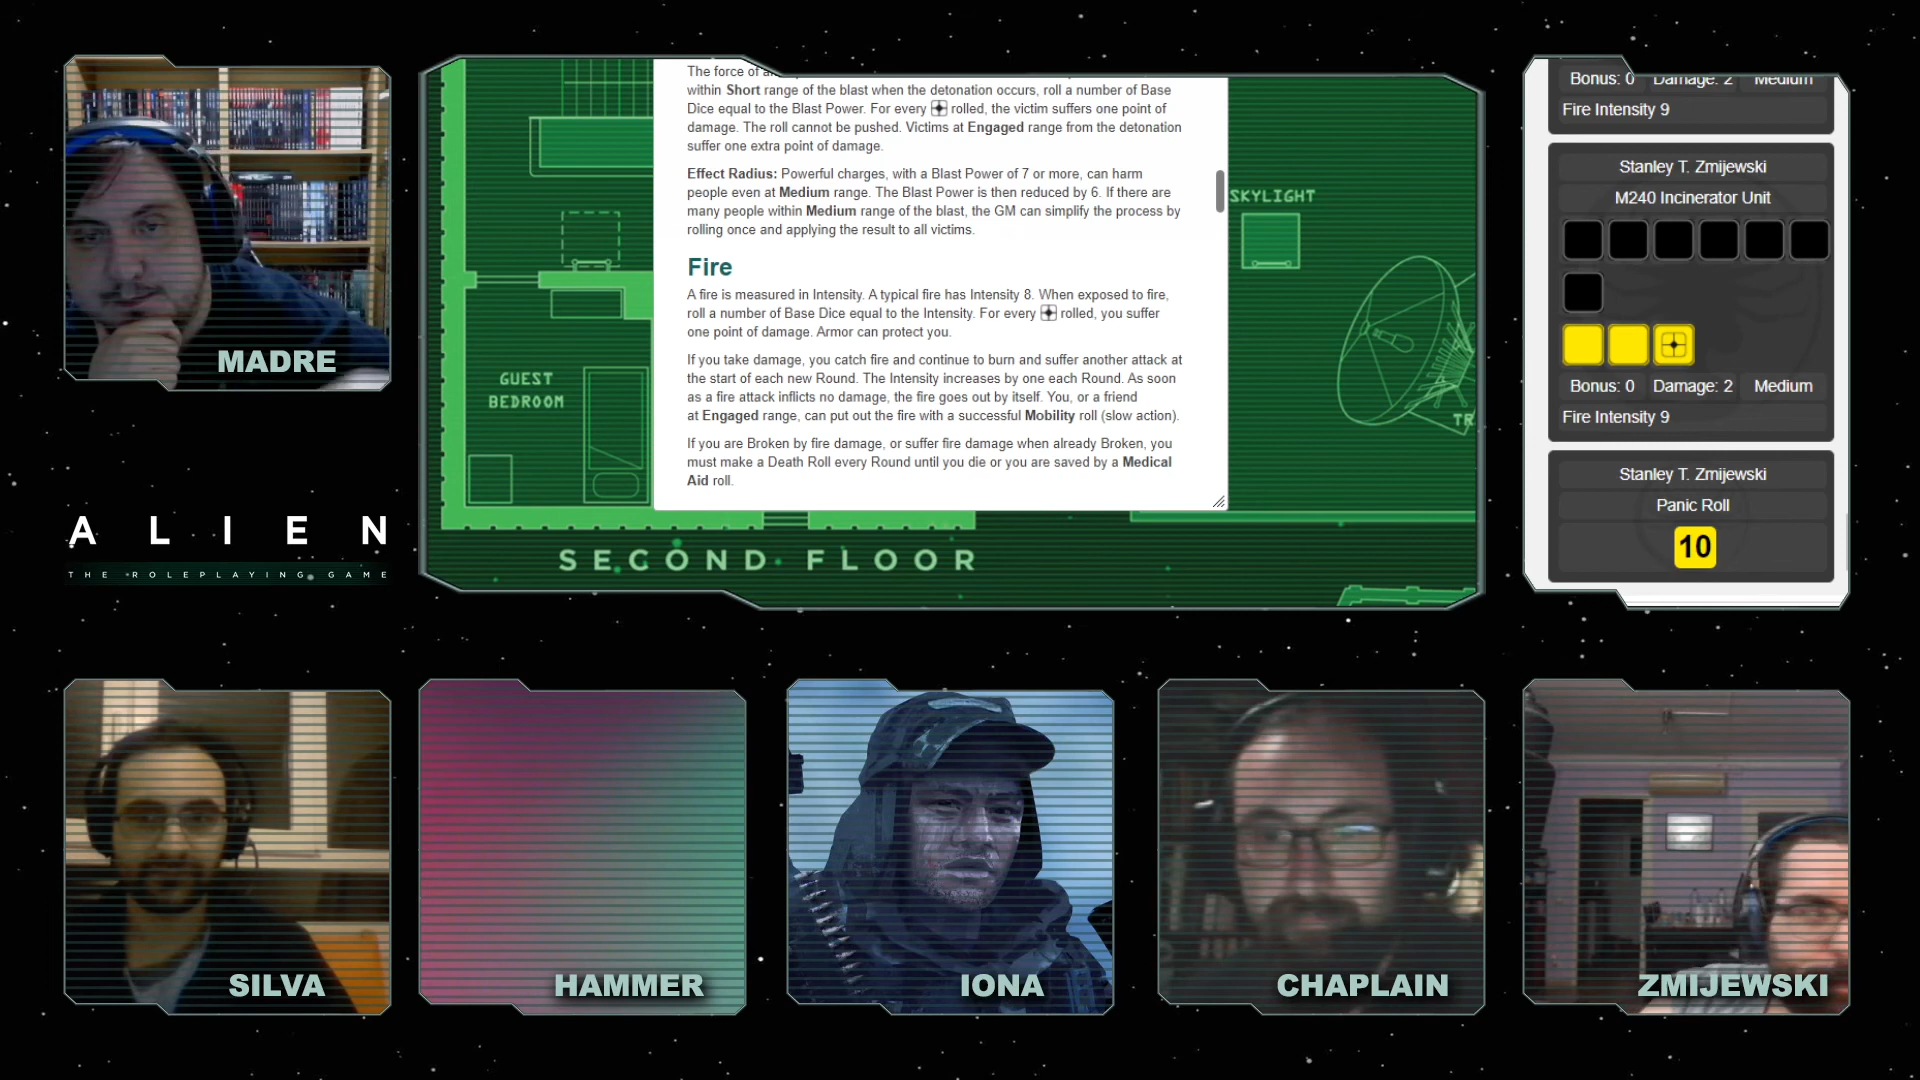 MADRE
A L I E N
THE ROLEPLAYING GAME
The force of
within Short range of the blast when the detonation occurs, roll a number of Base
Dice equal to the Blast Power. For every rolled, the victim suffers one point of
damage. The roll cannot be pushed. Victims at Engaged range from the detonation
suffer one extra point of damage.
Effect Radius: Powerful charges, with a Blast Power of 7 or more, can harm
people even at Medium range. The Blast Power is then reduced by 6. If there are
many people within Medium range of the blast, the GM can simplify the process by
rolling once and applying the result to all victims.
Fire
A fire is measured in Intensity. A typical fire has Intensity 8. When exposed to fire,
roll a number of Base Dice equal to the Intensity. For every rolled, you suffer
one point of damage. Armor can protect you.
If you take damage, you catch fire and continue to burn and suffer another attack at
the start of each new Round. The Intensity increases by one each Round. As soon
as a fire attack inflicts no damage, the fire goes out by itself. You, or a friend
at Engaged range, can put out the fire with a successful Mobility roll (slow action).
If you are Broken by fire damage, or suffer fire damage when already Broken, you
must make a Death Roll every Round until you die or you are saved by a Medical
Aid roll.
SKYLIGHT
GUEST
BEDROOM
TR
SECOND FLOOR
Bonus: 0 Damage: 2 Medium
Fire Intensity 9
Stanley T. Zmijewski
M240 Incinerator Unit
Bonus: 0 Damage: 2 Medium
Fire Intensity 9
Stanley T. Zmijewski
Panic Roll
10
SILVA
HAMMER
IONA
CHAPLAIN
ZMIJEWSKI